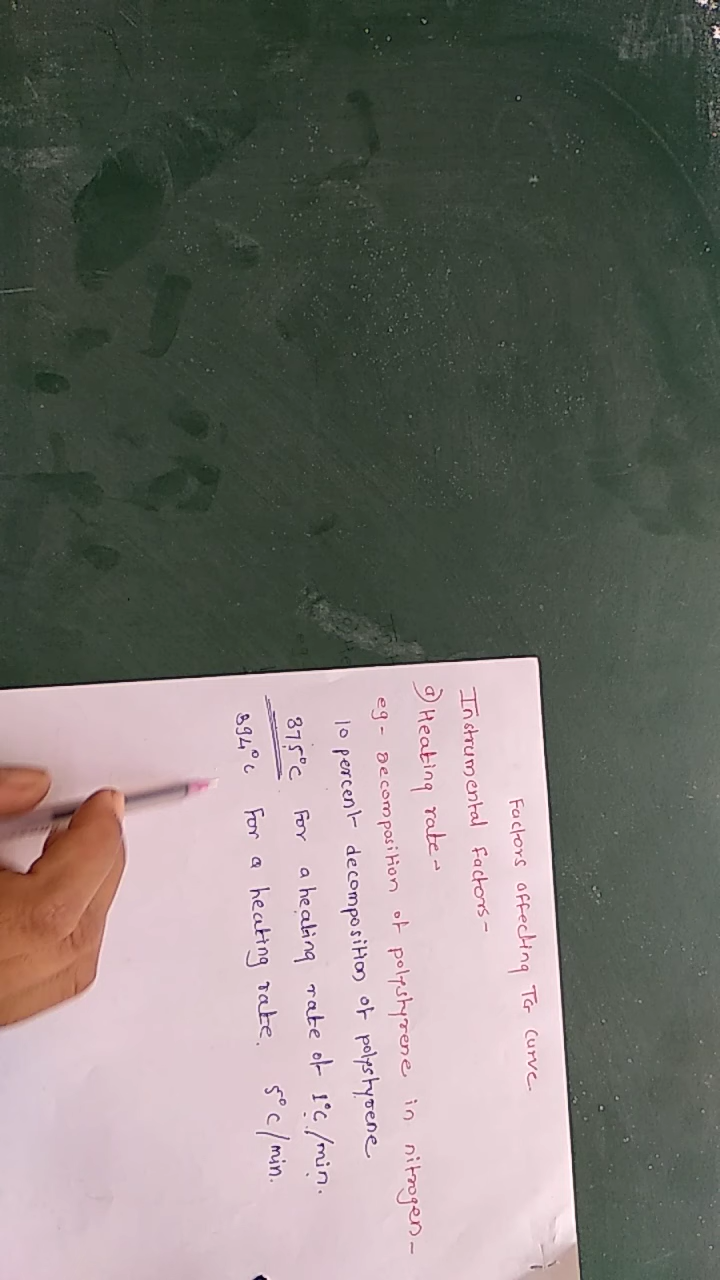 Factors affecting TG curve.
Instrumental factors-
a) Heating rate-
eg- decomposition of polystyrene in nitrogen-
10 percent decomposition of polystyrene
375°C for a heating rate of 1°C/min.
394°C for a heating rate. 5°C/min.